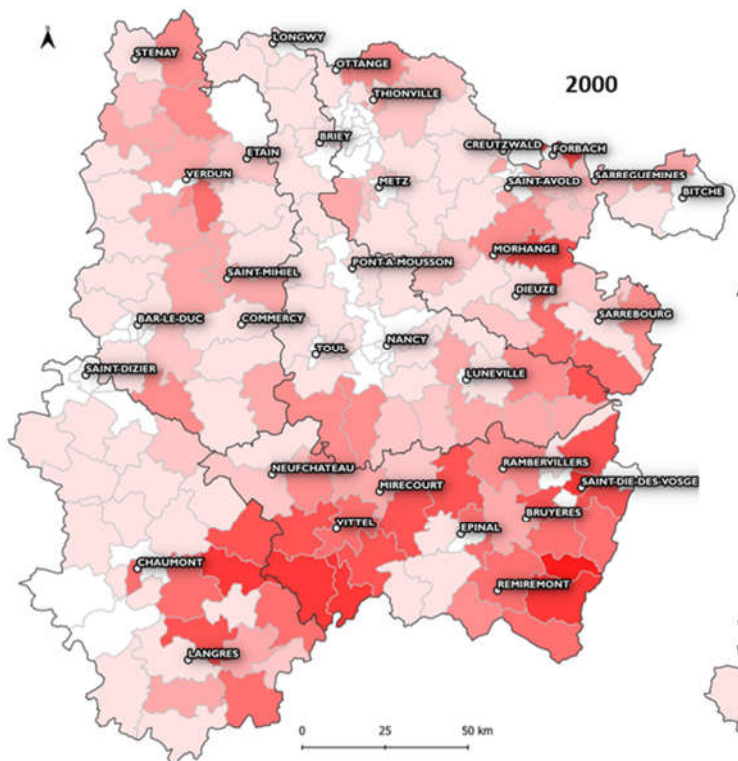 LONGWY
STENAY
OTTANGE
2000
THIONVILLE
BRIEY
CREUTZWALD
FORBACH
ETAIN
VERDUN
METZ
SAINT-AVOLD
SARREGUEMINES
BITCHE
MORHANGE
PONT-A-MOUSSON
SAINT-MIHIEL
DIEUZE
BAR-LE-DUC
COMMERCY
SARREBOURG
TOUL
NANCY
SAINT-DIZIER
LUNEVILLE
NEUFCHATEAU
RAMBERVILLERS
MIRECOURT
SAINT-DIE-DES-VOSGE
BRUYERES
VITTEL
EPINAL
CHAUMONT
REMIREMONT
LANGRES
0 25 50 km